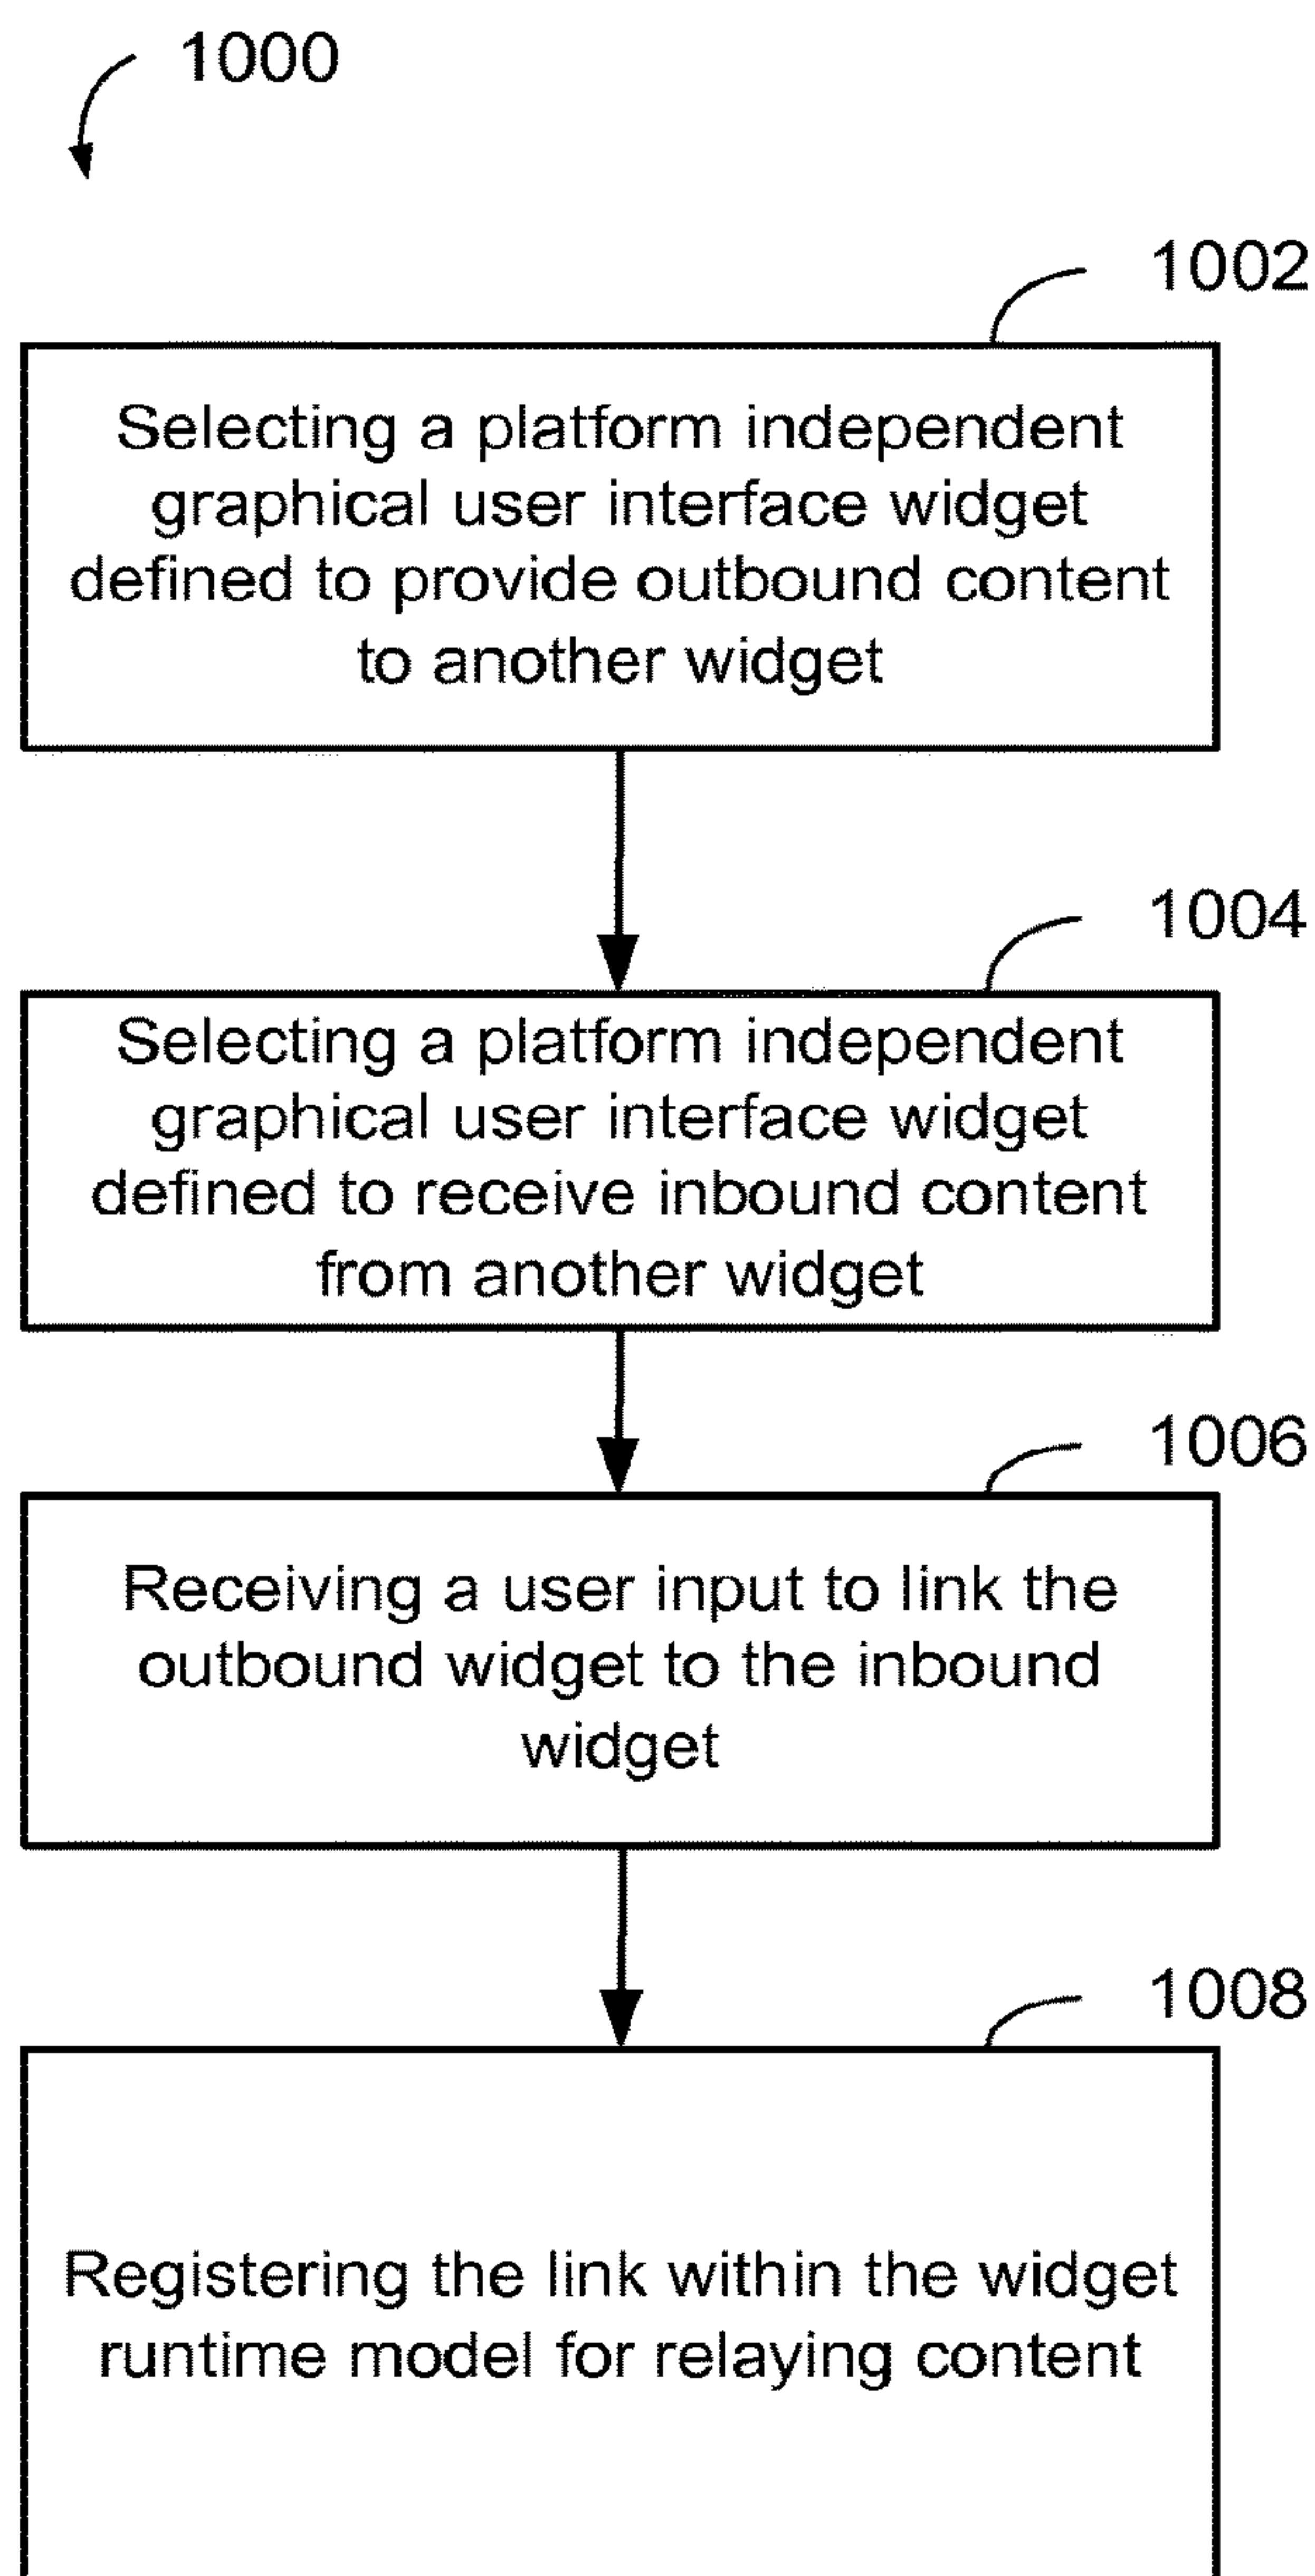 1000
1002
Selecting a platform independent
graphical user interface widget
defined to provide outbound content
to another widget
1004
Selecting a platform independent
graphical user interface widget
defined to receive inbound content
from another widget
1006
Receiving a user input to link the
outbound widget to the inbound
widget
1008
Registering the link within the widget
runtime model for relaying content